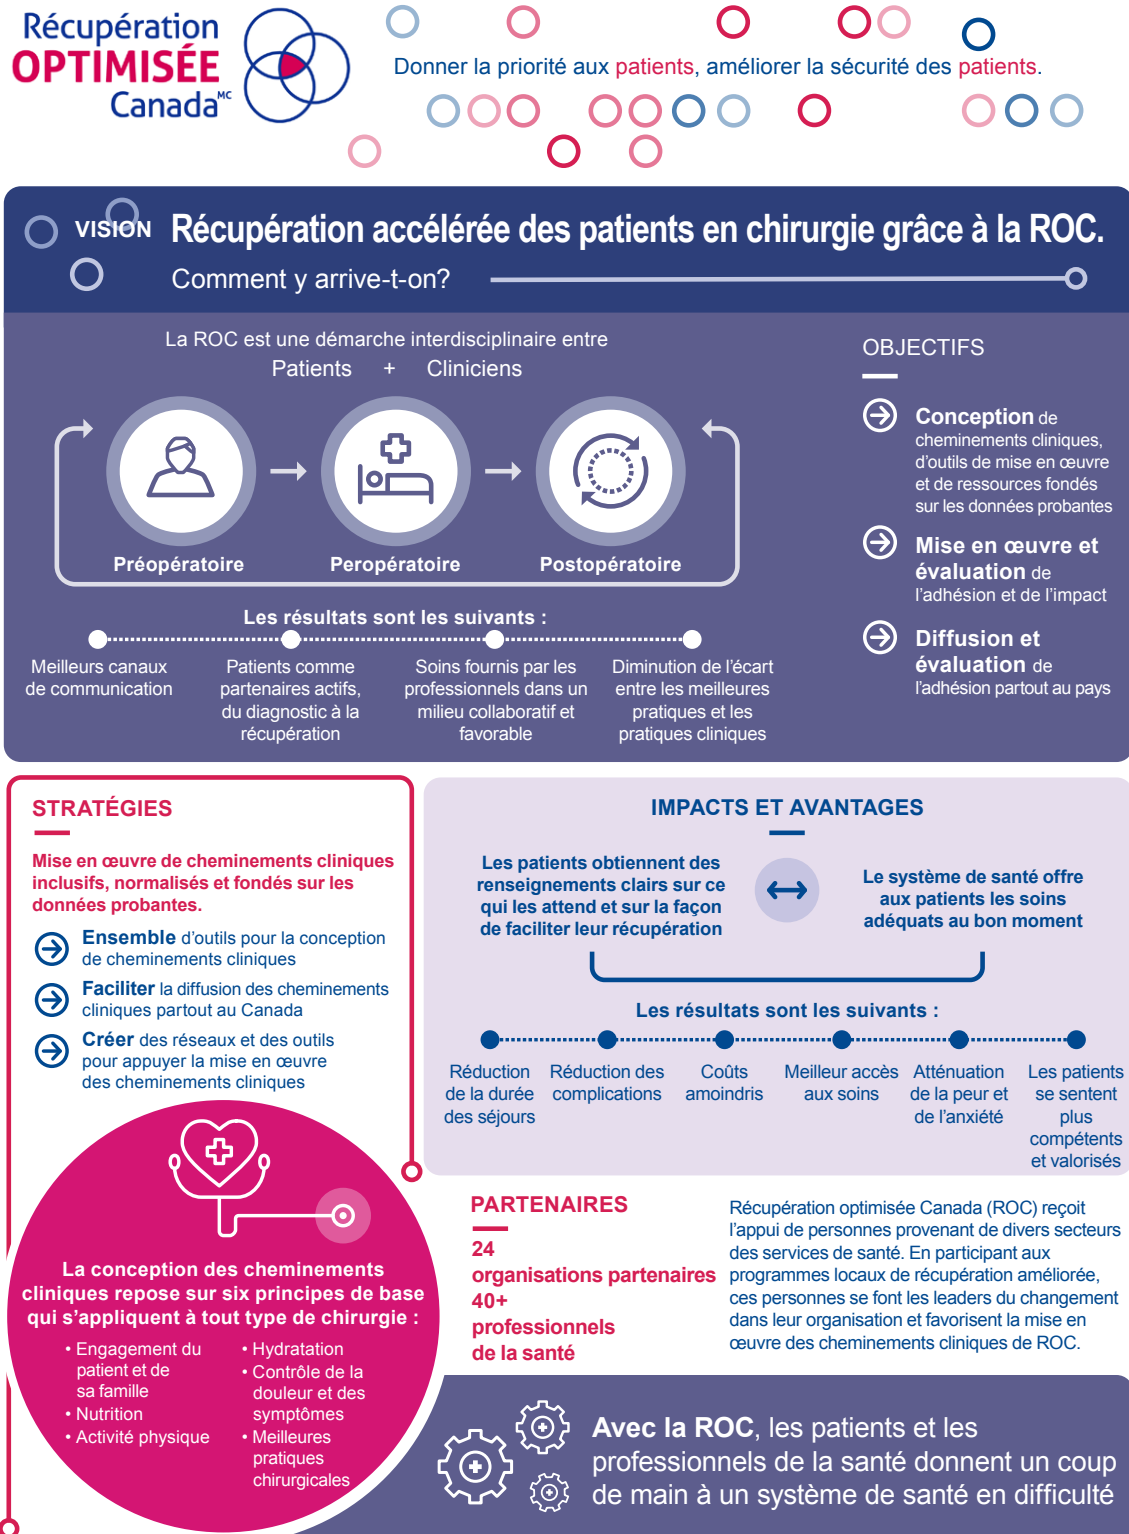 Récupération
OPTIMISÉE
Canada MC
Donner la priorité aux patients, améliorer la sécurité des patients.
VISION
Récupération accélérée des patients en chirurgie grâce à la ROC.
Comment y arrive-t-on?
La ROC est une démarche interdisciplinaire entre
Patients + Cliniciens
Préopératoire
Peropératoire
Postopératoire
Les résultats sont les suivants :
Meilleurs canaux
de communication
Patients comme
partenaires actifs,
du diagnostic à la
récupération
Soins fournis par les
professionnels dans un
milieu collaboratif et
favorable
Diminution de l'écart
entre les meilleures
pratiques et les
pratiques cliniques
OBJECTIFS
Conception de
cheminements cliniques,
d'outils de mise en œuvre
et de ressources fondés
sur les données probantes
Mise en œuvre et
évaluation de
l'adhésion et de l'impact
Diffusion et
évaluation de
l'adhésion partout au pays
STRATÉGIES
Mise en œuvre de cheminements cliniques
inclusifs, normalisés et fondés sur les
données probantes.
Ensemble d'outils pour la conception
de cheminements cliniques
Faciliter la diffusion des cheminements
cliniques partout au Canada
Créer des réseaux et des outils
pour appuyer la mise en œuvre
des cheminements cliniques
La conception des cheminements
cliniques repose sur six principes de base
qui s'appliquent à tout type de chirurgie :
• Engagement du
patient et de
sa famille
• Nutrition
• Activité physique
• Hydratation
• Contrôle de la
douleur et des
symptômes
• Meilleures
pratiques
chirurgicales
IMPACTS ET AVANTAGES
Les patients obtiennent des
renseignements clairs sur ce
qui les attend et sur la façon
de faciliter leur récupération
Le système de santé offre
aux patients les soins
adéquats au bon moment
Les résultats sont les suivants :
Réduction
de la durée
des séjours
Réduction des
complications
Coûts
amoindris
Meilleur accès
aux soins
Atténuation
de la peur et
de l'anxiété
Les patients
se sentent
plus
compétents
et valorisés
PARTENAIRES
24
organisations partenaires
40+
professionnels
de la santé
Récupération optimisée Canada (ROC) reçoit
l'appui de personnes provenant de divers secteurs
des services de santé. En participant aux
programmes locaux de récupération améliorée,
ces personnes se font les leaders du changement
dans leur organisation et favorisent la mise en
œuvre des cheminements cliniques de ROC.
Avec la ROC, les patients et les
professionnels de la santé donnent un coup
de main à un système de santé en difficulté